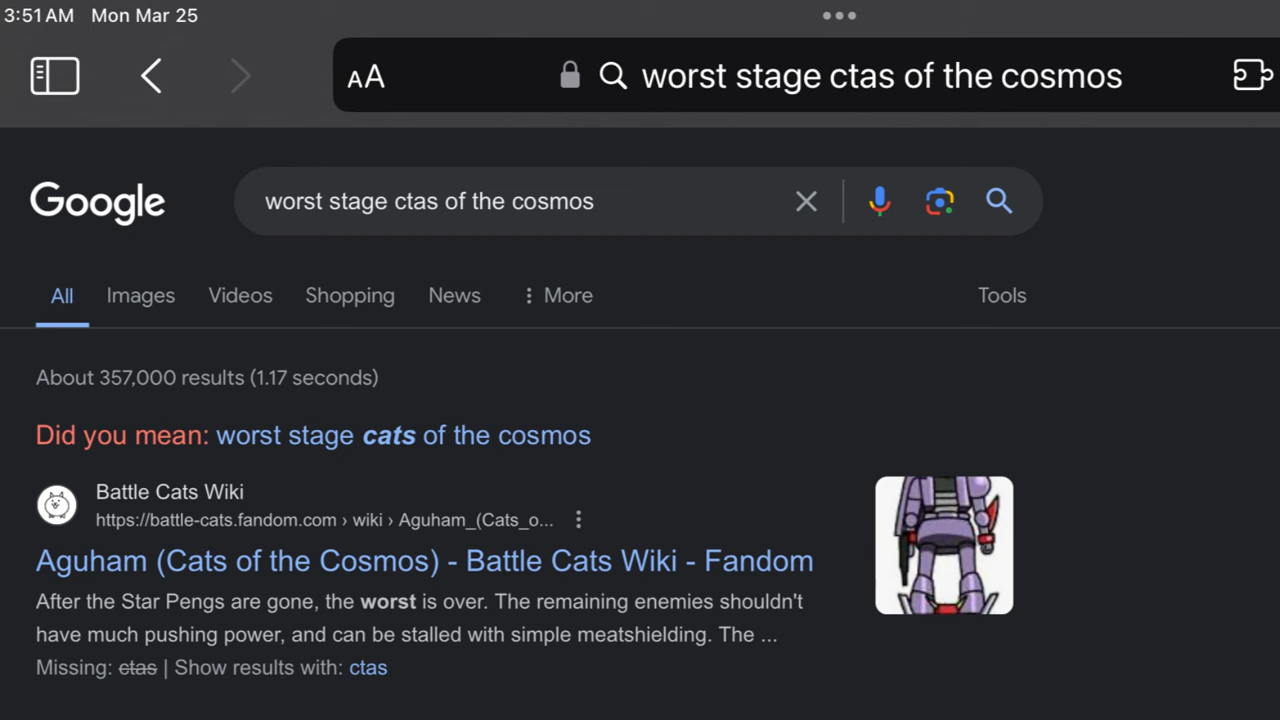 3:51 AM Mon Mar 25
AA worst stage ctas of the cosmos
Google worst stage ctas of the cosmos
All Images Videos Shopping News More Tools
About 357,000 results (1.17 seconds)
Did you mean: worst stage cats of the cosmos
Battle Cats Wiki
https://battle-cats.fandom.com › wiki › Aguham_(Cats_o...
Aguham (Cats of the Cosmos) - Battle Cats Wiki - Fandom
After the Star Pengs are gone, the worst is over. The remaining enemies shouldn't
have much pushing power, and can be stalled with simple meatshielding. The ...
Missing: ctas | Show results with: ctas